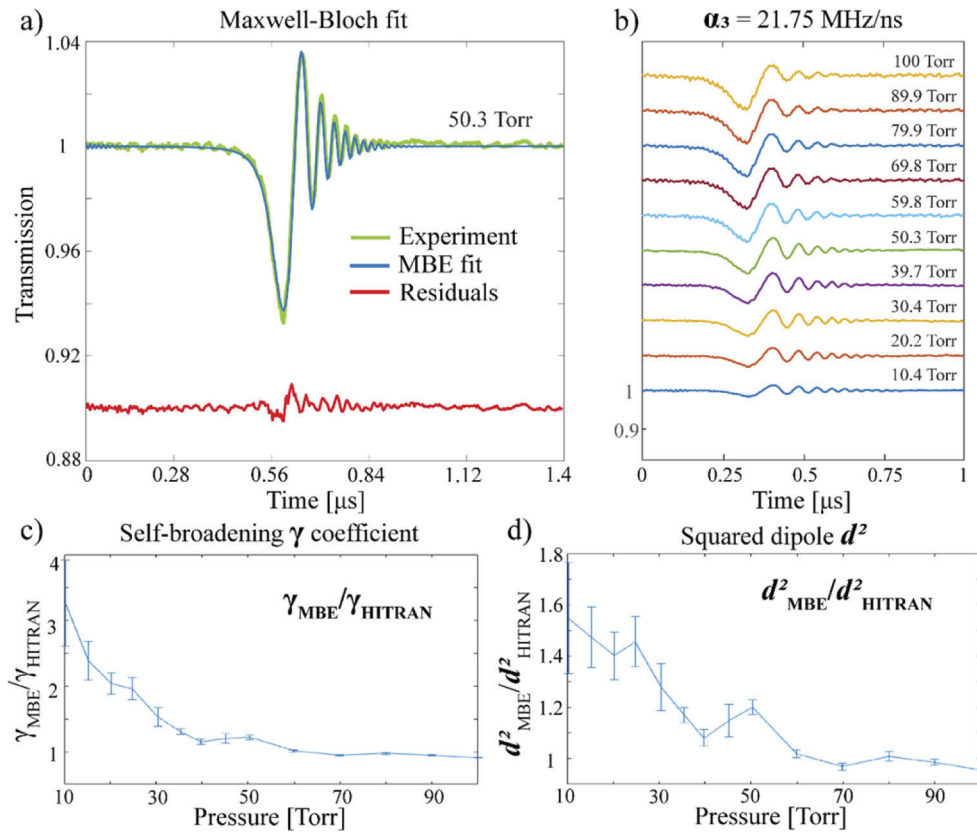 a) Maxwell-Bloch fit
1.04
1
0.96
0.92
0.88
Transmission
50.3 Torr
Experiment
MBE fit
Residuals
0 0.28 0.56 0.84 1.12 1.4
Time [μs]
b) α₃ = 21.75 MHz/ns
100 Torr
89.9 Torr
79.9 Torr
69.8 Torr
59.8 Torr
50.3 Torr
39.7 Torr
30.4 Torr
20.2 Torr
10.4 Torr
1
0.9
0 0.25 0.5 0.75 1
Time [μs]
c) Self-broadening γ coefficient
4
3
2
1
γMBE/γHITRAN
γMBE/γHITRAN
10 30 50 70 90
Pressure [Torr]
d) Squared dipole d²
1.8
1.6
1.4
1.2
1
d²MBE/d²HITRAN
d²MBE/d²HITRAN
10 30 50 70 90
Pressure [Torr]